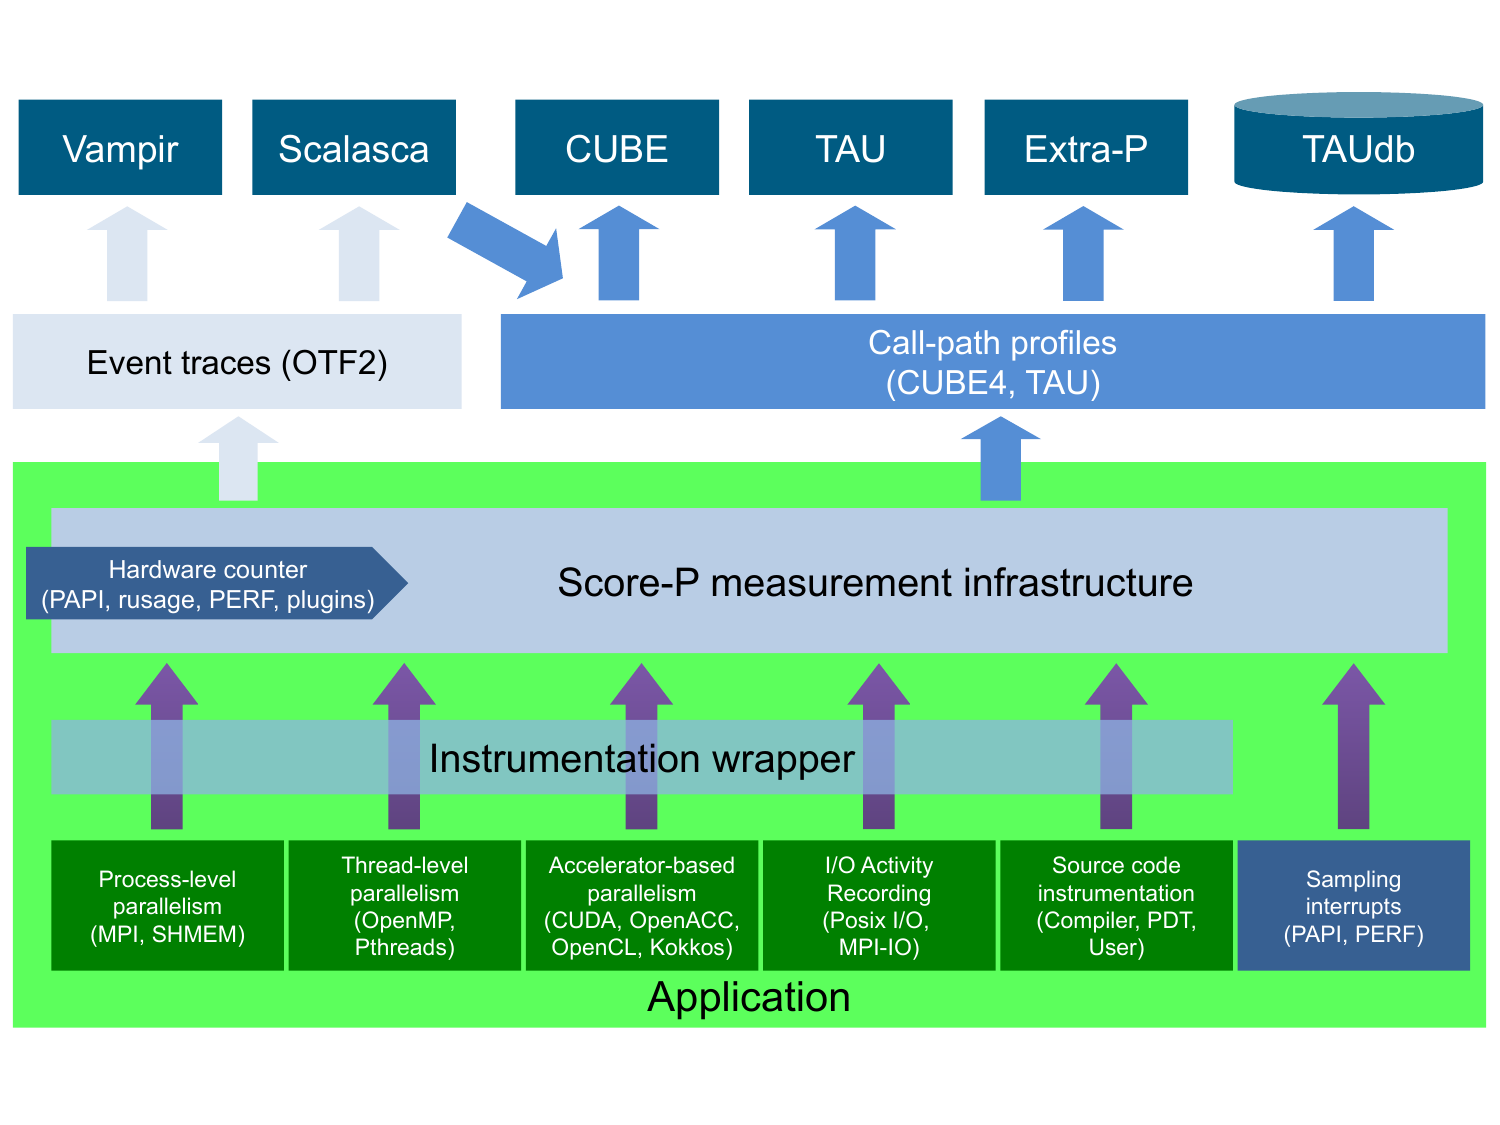 Vampir
Scalasca
CUBE
TAU
Extra-P
TAUdb
Event traces (OTF2)
Call-path profiles
(CUBE4, TAU)
Hardware counter
(PAPI, rusage, PERF, plugins)
Score-P measurement infrastructure
Instrumentation wrapper
Process-level
parallelism
(MPI, SHMEM)
Thread-level
parallelism
(OpenMP,
Pthreads)
Accelerator-based
parallelism
(CUDA, OpenACC,
OpenCL, Kokkos)
I/O Activity
Recording
(Posix I/O,
MPI-IO)
Source code
instrumentation
(Compiler, PDT,
User)
Sampling
interrupts
(PAPI, PERF)
Application